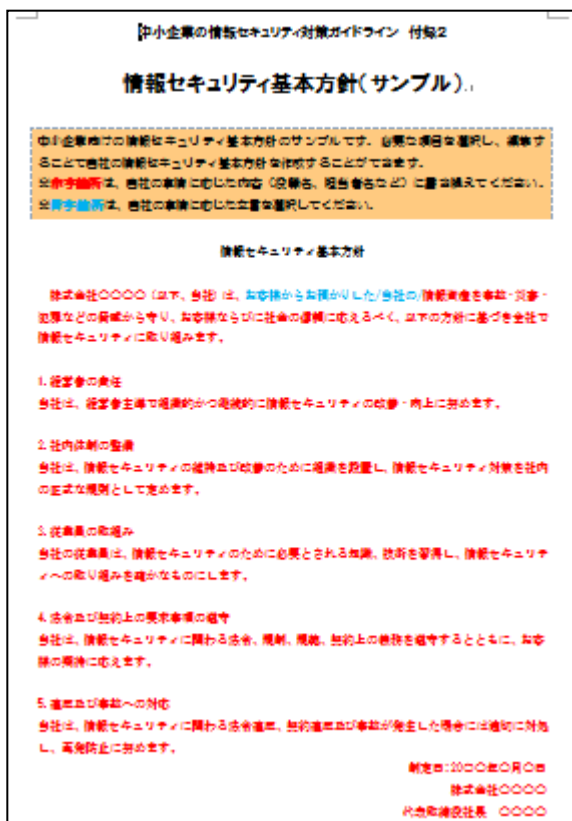 中小企業の情報セキュリティ対策ガイドライン 付録2
情報セキュリティ基本方針(サンプル)
中小企業向けの情報セキュリティ基本方針のサンプルです。必要な項目を選択し、編集す
ることで自社の情報セキュリティ基本方針を作成することができます。
※赤字箇所は、自社の事情に応じた内容（役職名、担当者名など）に書き換えてください。
※青字箇所は、自社の事情に応じた文書を選択してください。
情報セキュリティ基本方針
株式会社〇〇〇〇（以下、当社）は、お客様からお預かりした/当社の/情報資産を事故・災害・
犯罪などの脅威から守り、お客様ならびに社会の信頼に応えるべく、以下の方針に基づき全社で
情報セキュリティに取り組みます。
1. 経営者の責任
当社は、経営者主導で組織的かつ継続的に情報セキュリティの改善・向上に努めます。
2. 社内体制の整備
当社は、情報セキュリティの維持及び改善のために組織を設置し、情報セキュリティ対策を社内
の正式な規則として定めます。
3. 従業員の取組み
当社の従業員は、情報セキュリティのために必要とされる知識、技術を習得し、情報セキュリテ
ィへの取り組みを確かなものにします。
4. 法令及び契約上の要求事項の遵守
当社は、情報セキュリティに関わる法令、規制、規範、契約上の義務を遵守するとともに、お客
様の期待に応えます。
5. 違反及び事故への対応
当社は、情報セキュリティに関わる法令違反、契約違反及び事故が発生した場合には適切に対処
し、再発防止に努めます。
制定日:20〇〇年〇月〇日
株式会社〇〇〇〇
代表取締役社長 〇〇〇〇